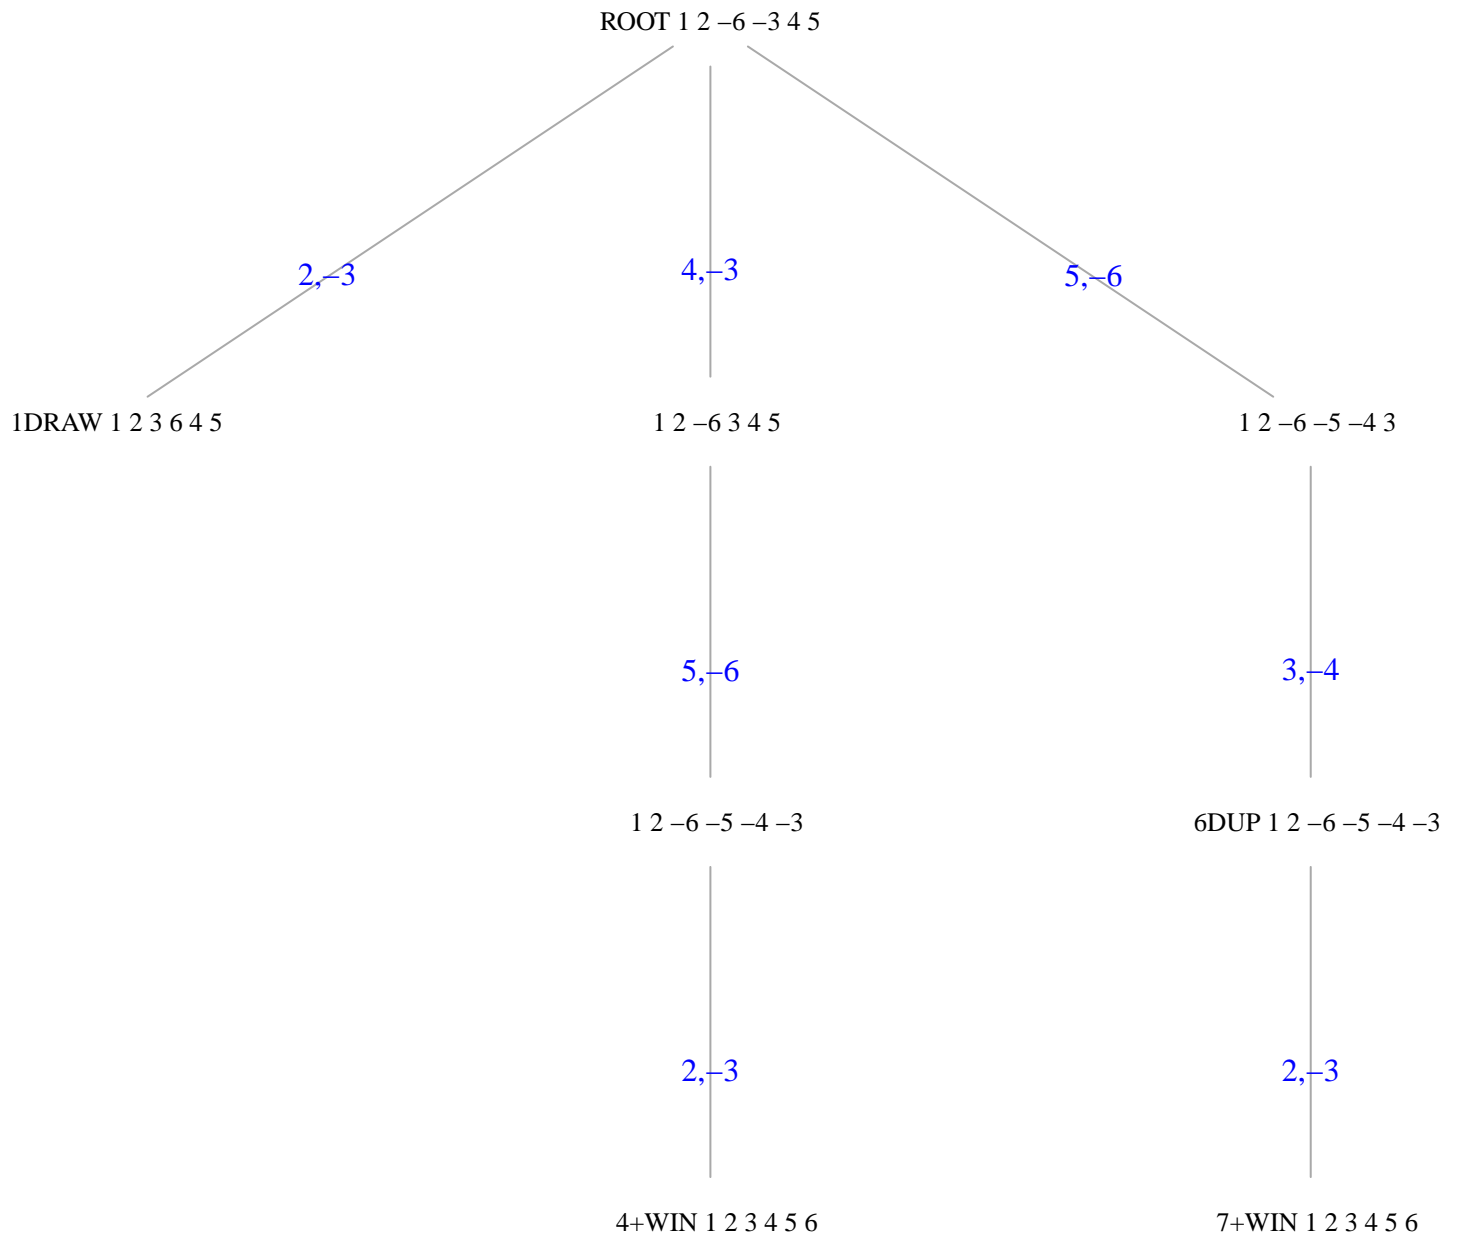 ROOT 1 2 –6 –3 4 5
2,–3
4,–3
5,–6
1DRAW 1 2 3 6 4 5
1 2 –6 3 4 5
1 2 –6 –5 –4 3
5,–6
3,–4
1 2 –6 –5 –4 –3
6DUP 1 2 –6 –5 –4 –3
2,–3
2,–3
4+WIN 1 2 3 4 5 6
7+WIN 1 2 3 4 5 6